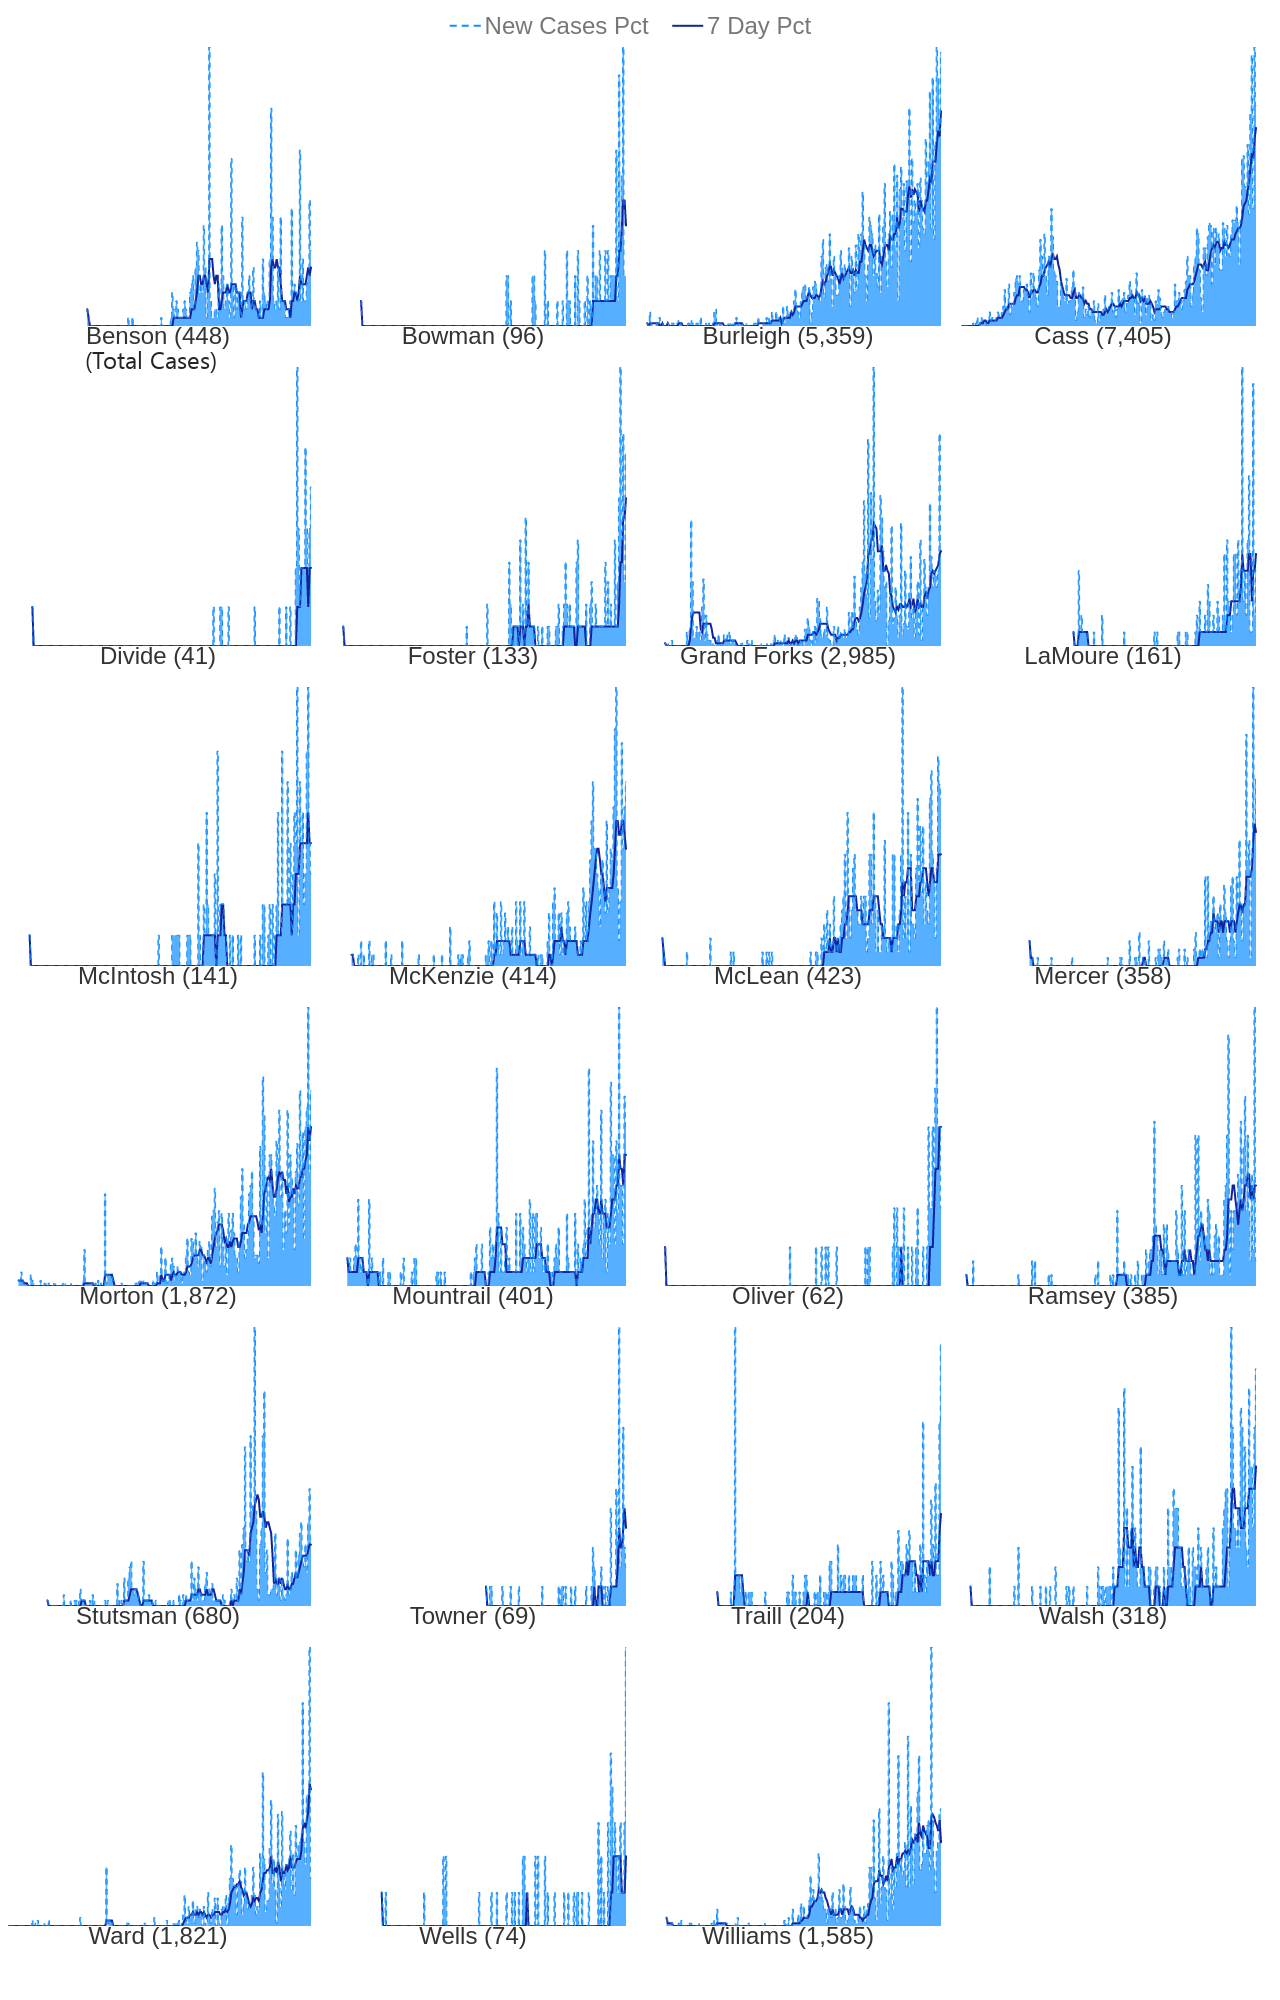 New Cases Pct 7 Day Pct
Benson (448) Bowman (96) Burleigh (5,359) Cass (7,405)
(Total Cases)
Divide (41) Foster (133) Grand Forks (2,985) LaMoure (161)
McIntosh (141) McKenzie (414) McLean (423) Mercer (358)
Morton (1,872) Mountrail (401) Oliver (62) Ramsey (385)
Stutsman (680) Towner (69) Traill (204) Walsh (318)
Ward (1,821) Wells (74) Williams (1,585)